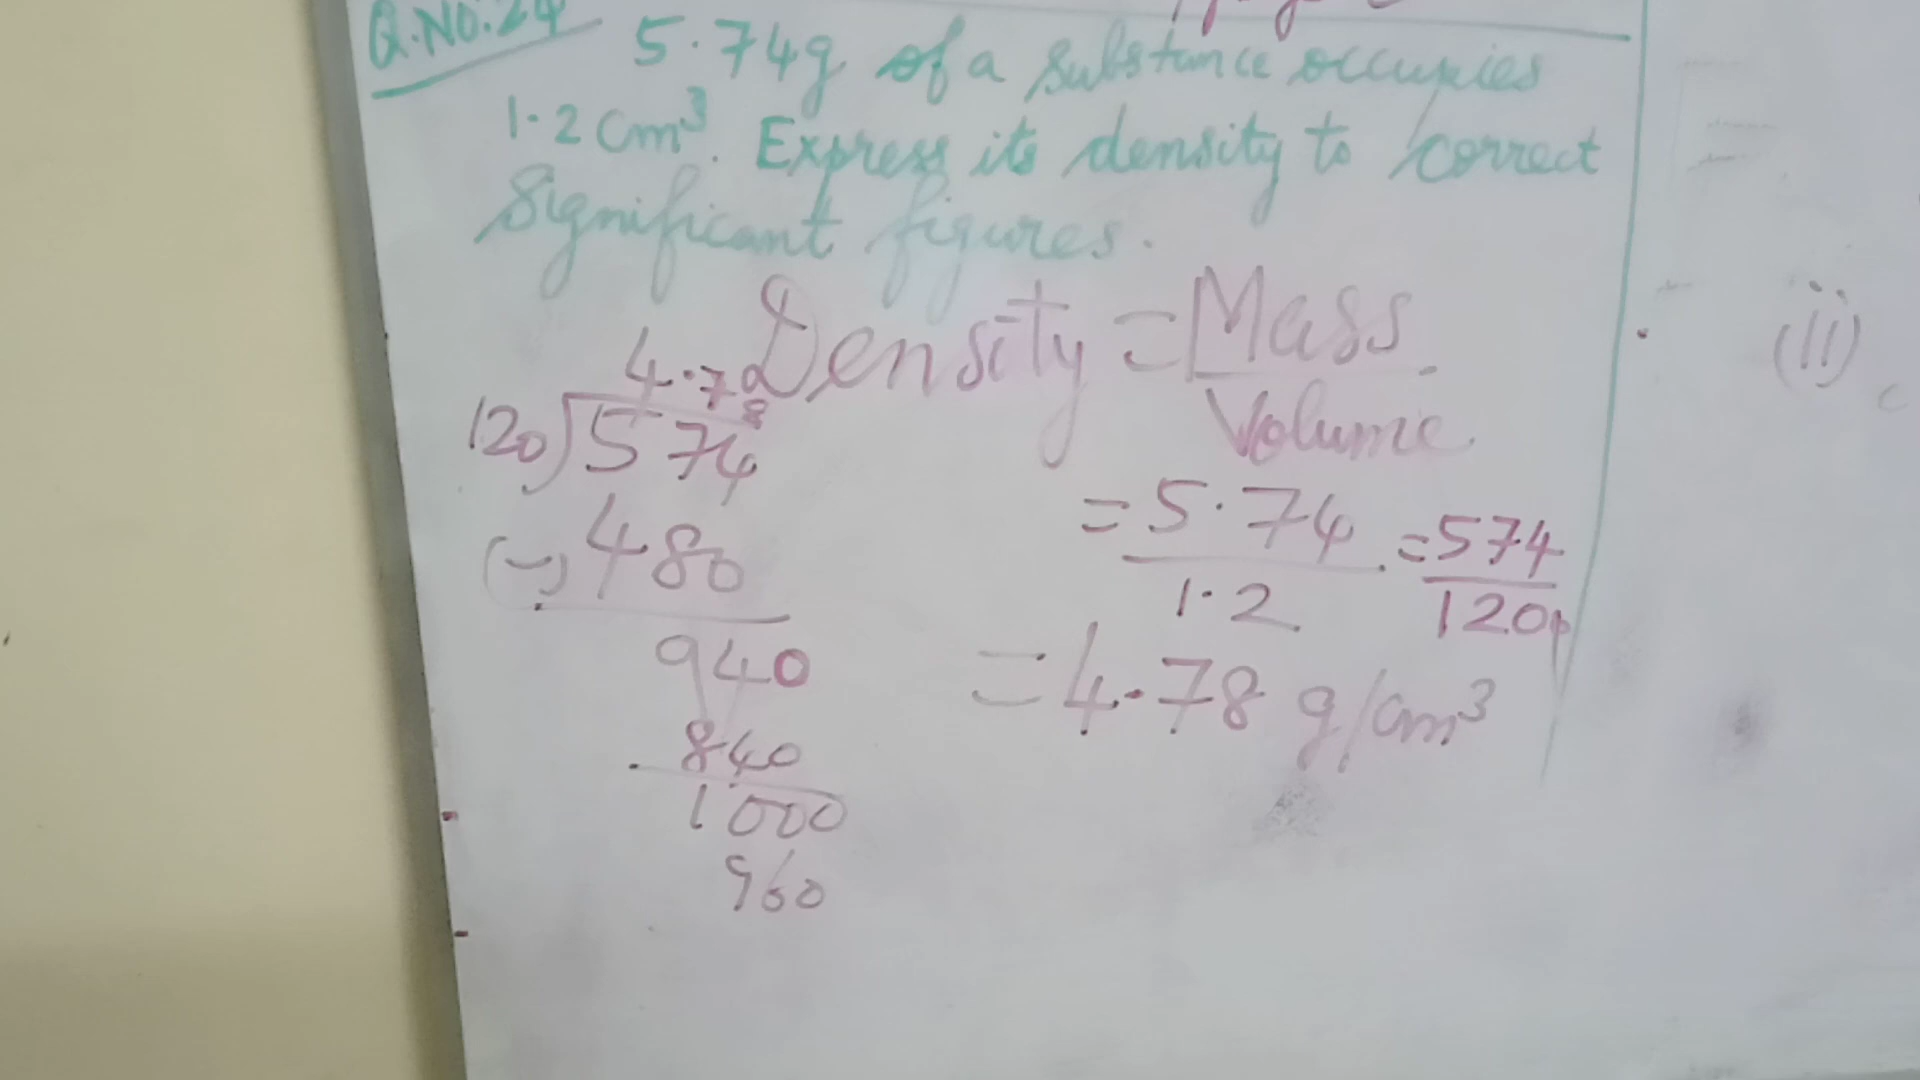 Q.NO.24
5.74g of a substance occupies
1.2 cm³. Express its density to correct
significant figures.
Density = Mass
Volume
= 5.74 = 574
1.2 120
= 4.78 g/cm³
4.78
120) 574
(-) 480
940
840
1000
960
(ii)